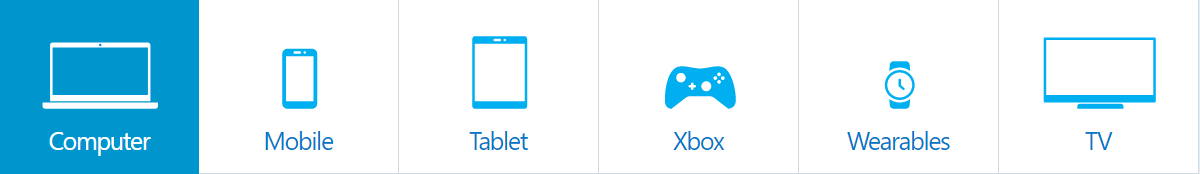 Computer
Mobile
Tablet
Xbox
Wearables
TV